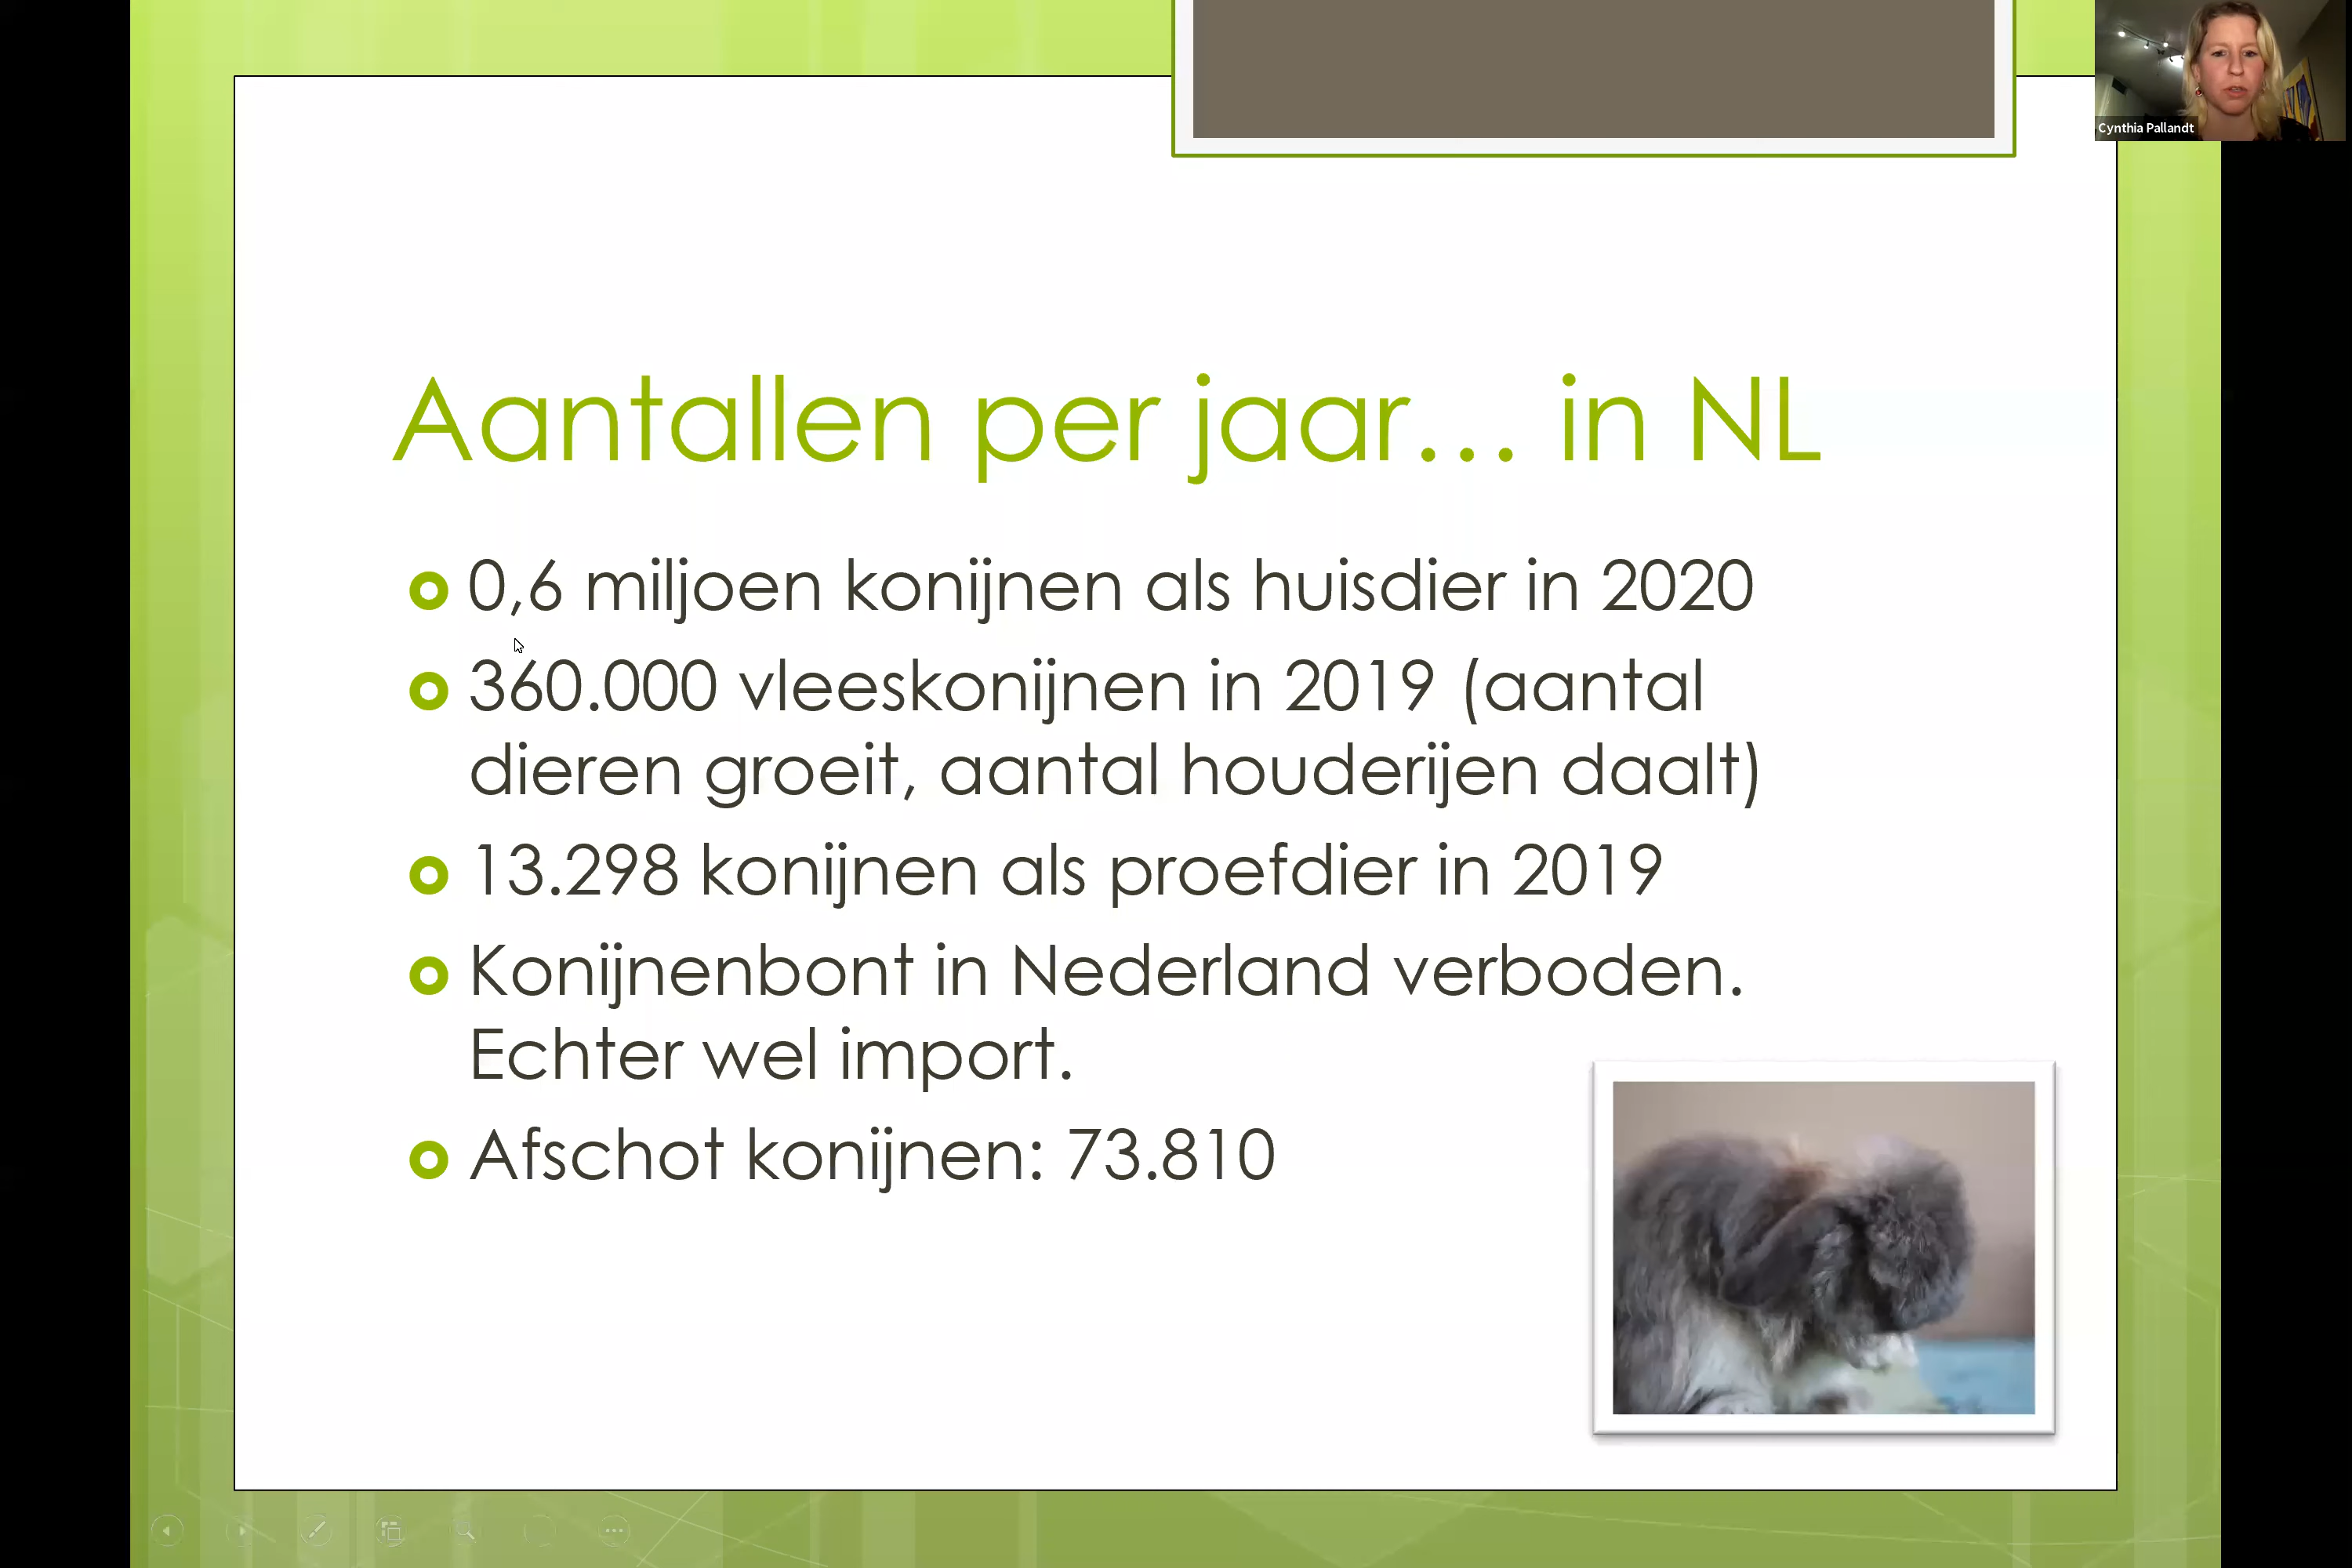 Cynthia Pallandt
Aantallen per jaar... in NL
0,6 miljoen konijnen als huisdier in 2020
360.000 vleeskonijnen in 2019 (aantal
dieren groeit, aantal houderijen daalt)
13.298 konijnen als proefdier in 2019
Konijnenbont in Nederland verboden.
Echter wel import.
Afschot konijnen: 73.810